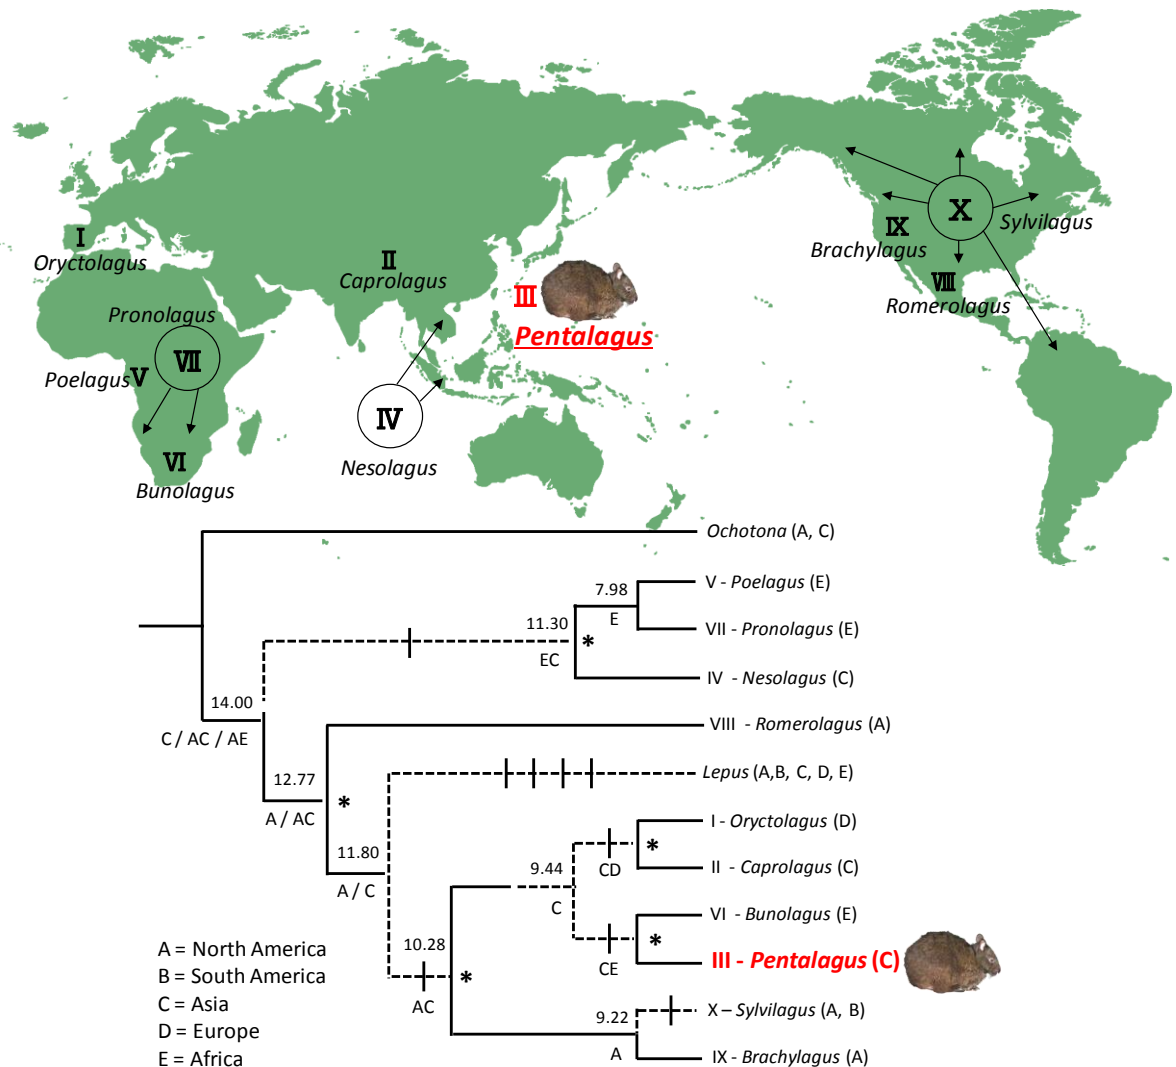 X
I
IX
Sylvilagus
Brachylagus
Oryctolagus
II
Caprolagus
VIII
Romerolagus
III
Pentalagus
Pronolagus
VII
Poelagus V
IV
VI
Nesolagus
Bunolagus
Ochotona (A, C)
7.98
V - Poelagus (E)
E
11.30
VII - Pronolagus (E)
*
EC
IV - Nesolagus (C)
14.00
C / AC / AE
VIII - Romerolagus (A)
12.77
*
Lepus (A,B, C, D, E)
A / AC
I - Oryctolagus (D)
*
11.80
9.44
CD
II - Caprolagus (C)
A / C
C
VI - Bunolagus (E)
*
10.28
CE
III - Pentalagus (C)
*
AC
9.22
X – Sylvilagus (A, B)
A
IX - Brachylagus (A)
A = North America
B = South America
C = Asia
D = Europe
E = Africa